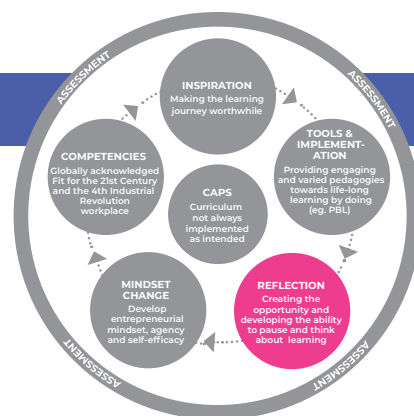 ASSESSMENT
ASSESSMENT
INSPIRATION
Making the learning
journey worthwhile
COMPETENCIES
Globally acknowledged
Fit for the 21st Century
and the 4th Industrial
Revolution
workplace
TOOLS &
IMPLEMENT-
ATION
Providing engaging
and varied pedagogies
towards life-long
learning by doing
(eg. PBL)
CAPS
Curriculum
not always
implemented
as intended
MINDSET
CHANGE
Develop
entrepreneurial
mindset, agency
and self-efficacy
REFLECTION
Creating the
opportunity and
developing the ability
to pause and think
about learning
ASSESSMENT
ASSESSMENT